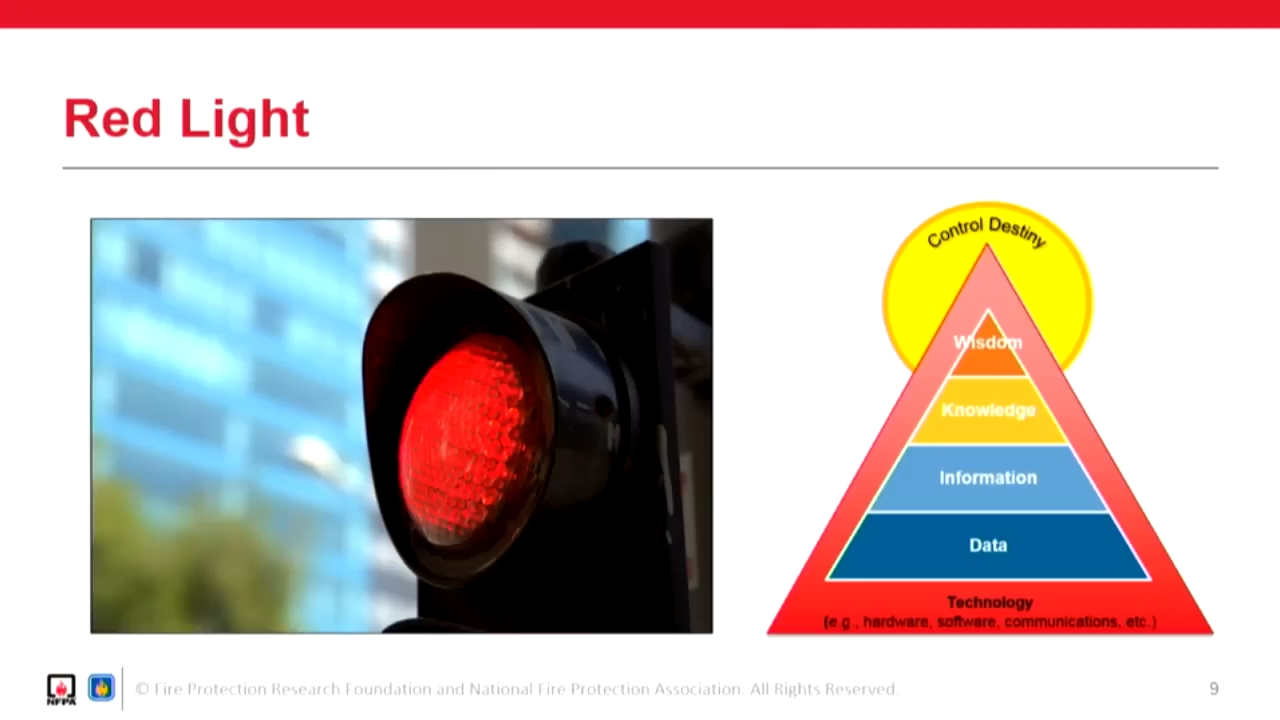 Red Light
Control Destiny
Wisdom
Knowledge
Information
Data
Technology
(e.g., hardware, software, communications, etc.)
NFPA
© Fire Protection Research Foundation and National Fire Protection Association. All Rights Reserved.
9